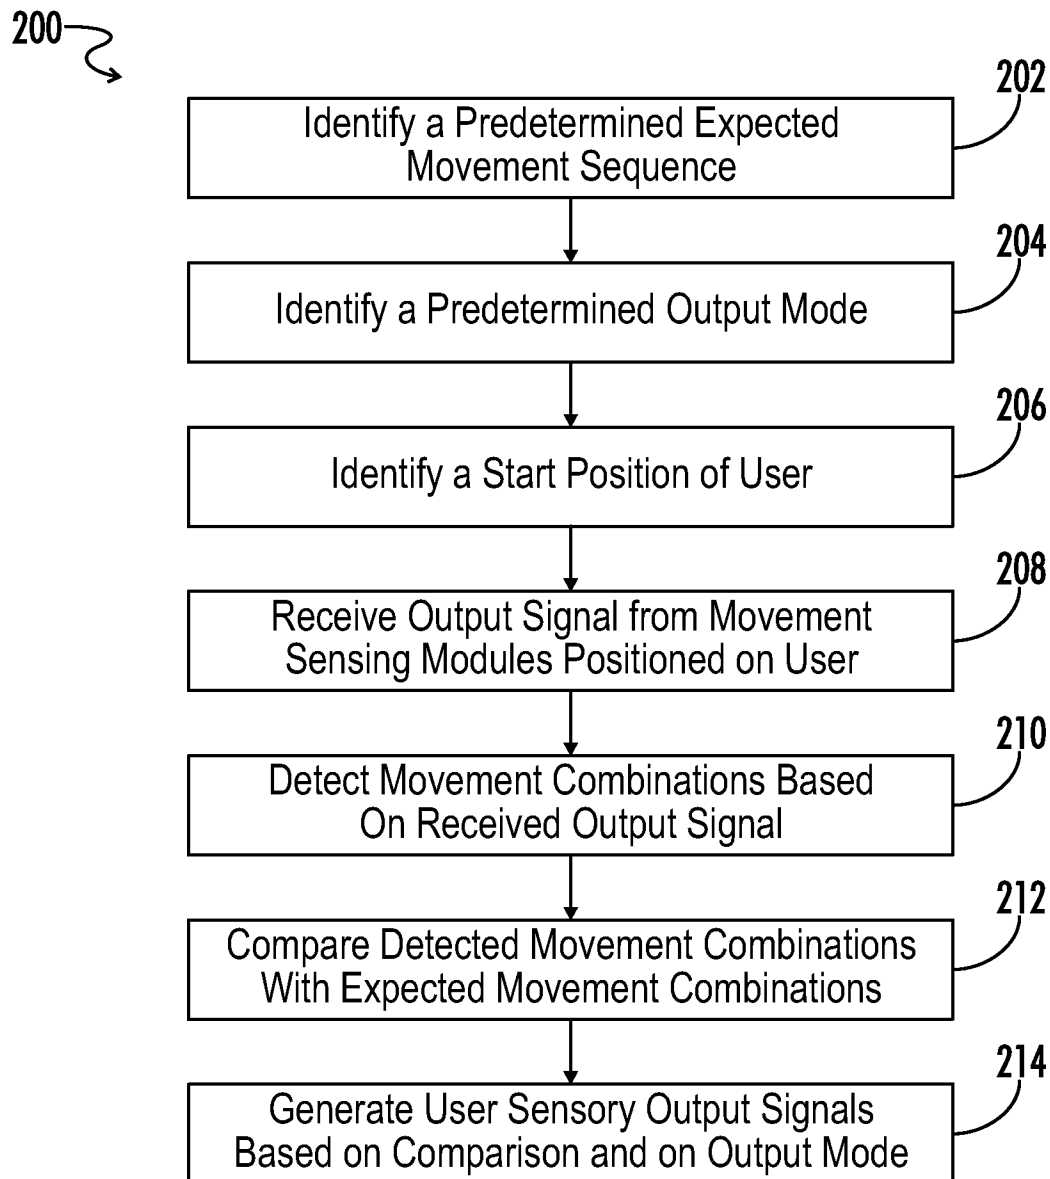 200
202
Identify a Predetermined Expected
Movement Sequence
204
Identify a Predetermined Output Mode
206
Identify a Start Position of User
208
Receive Output Signal from Movement
Sensing Modules Positioned on User
210
Detect Movement Combinations Based
On Received Output Signal
212
Compare Detected Movement Combinations
With Expected Movement Combinations
214
Generate User Sensory Output Signals
Based on Comparison and on Output Mode